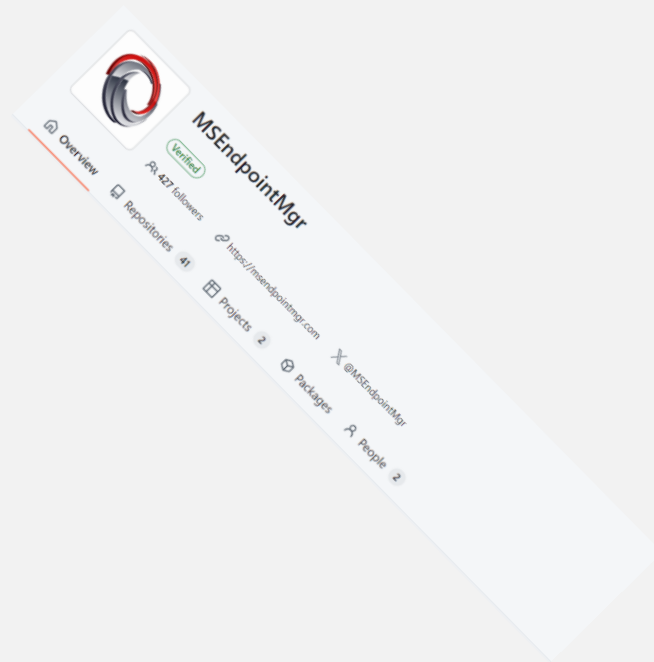 MSEndpointMgr
Verified
427 followers https://msendpointmgr.com @MSEndpointMgr
Overview Repositories 41 Projects 2 Packages People 2